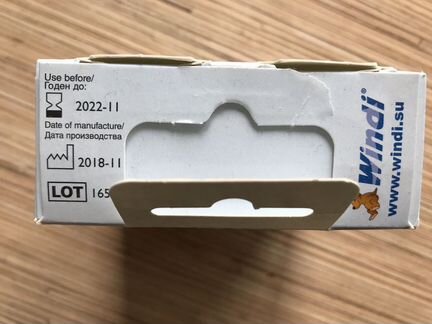 Use before/
Годен до:
2022-11
Date of manufacture/
Дата производства
2018-11
LOT 165
Windi®
www.windi.su